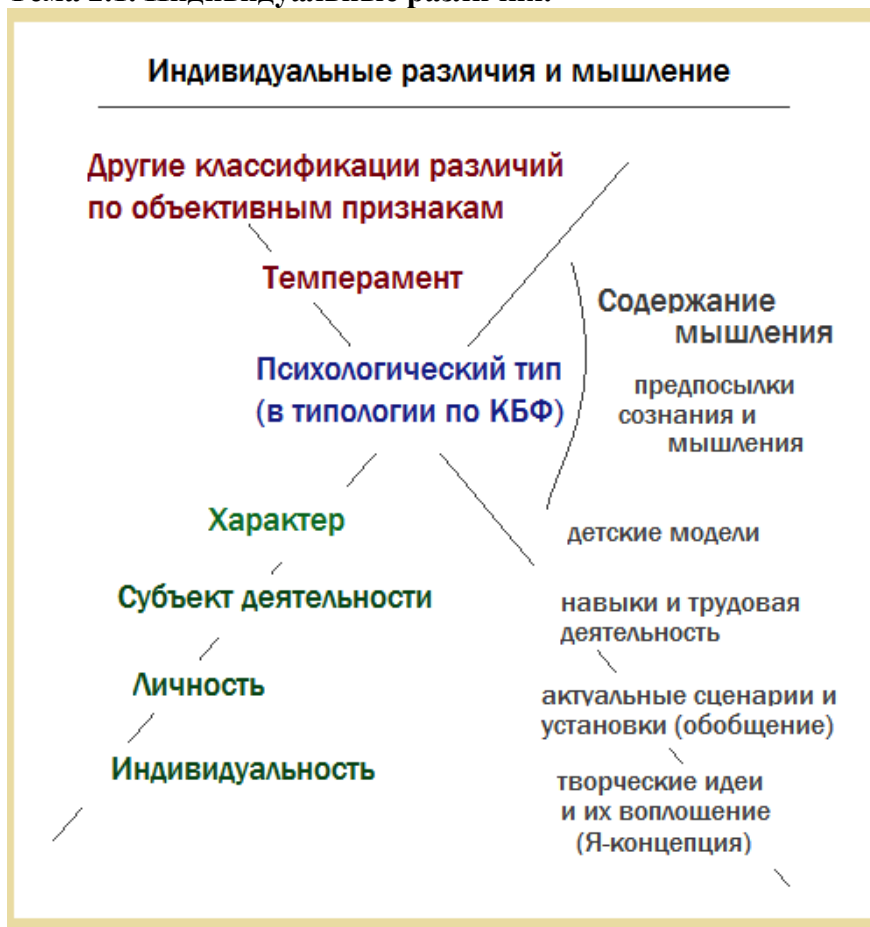 Индивидуальные различия и мышление
Другие классификации различий
по объективным признакам
Темперамент
Психологический тип
(в типологии по КБФ)
Характер
Субъект деятельности
Личность
Индивидуальность
Содержание
мышления
предпосылки
сознания и
мышления
детские модели
навыки и трудовая
деятельность
актуальные сценарии и
установки (обобщение)
творческие идеи
и их воплощение
(Я-концепция)